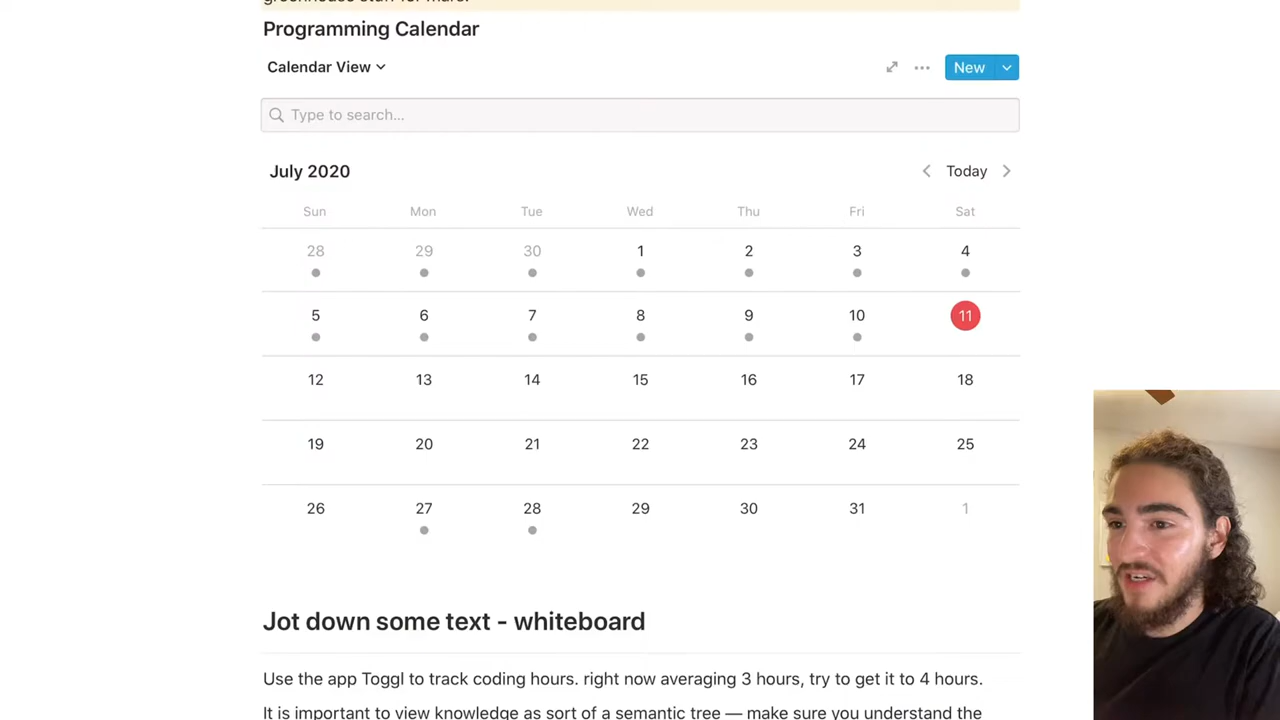 greenhouse stuff for mars.
Programming Calendar
Calendar View
New
Type to search...
July 2020
Today
Sun Mon Tue Wed Thu Fri Sat
28 29 30 1 2 3 4
5 6 7 8 9 10 11
12 13 14 15 16 17 18
19 20 21 22 23 24 25
26 27 28 29 30 31 1
Jot down some text - whiteboard
Use the app Toggl to track coding hours. right now averaging 3 hours, try to get it to 4 hours.
It is important to view knowledge as sort of a semantic tree — make sure you understand the